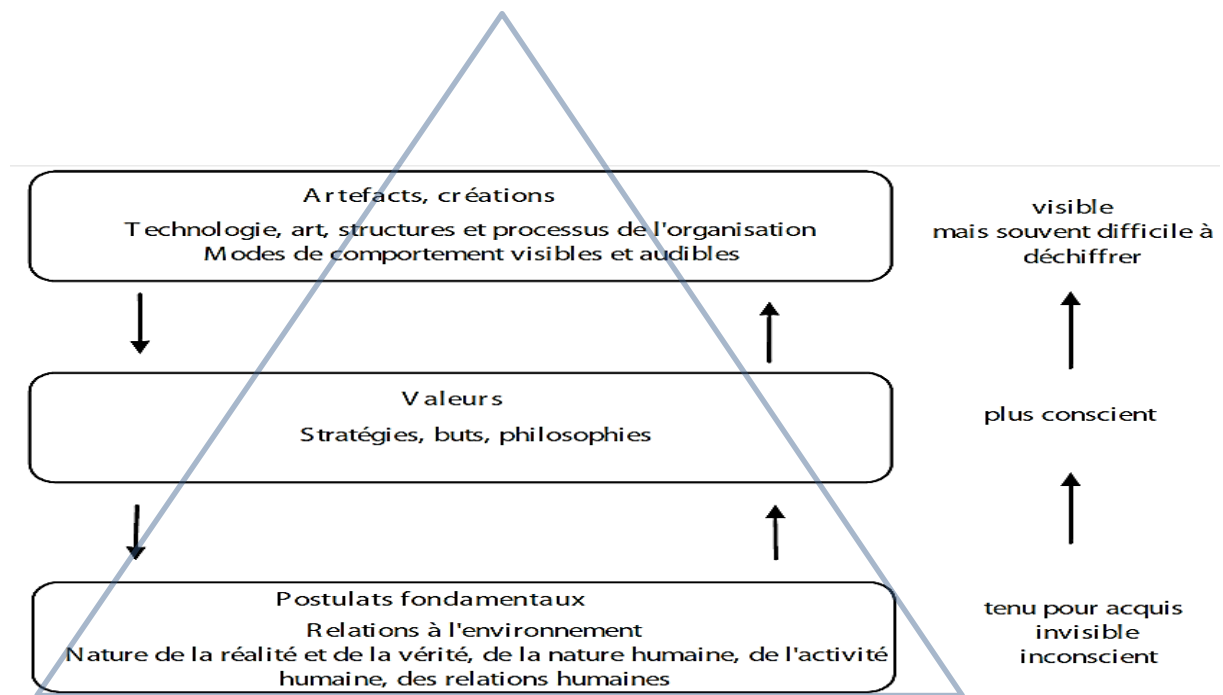 Artefacts, créations
Technologie, art, structures et processus de l'organisation
Modes de comportement visibles et audibles
visible
mais souvent difficile à
déchiffrer
Valeurs
Stratégies, buts, philosophies
plus conscient
Postulats fondamentaux
Relations à l'environnement
Nature de la réalité et de la vérité, de la nature humaine, de l'activité
humaine, des relations humaines
tenu pour acquis
invisible
inconscient